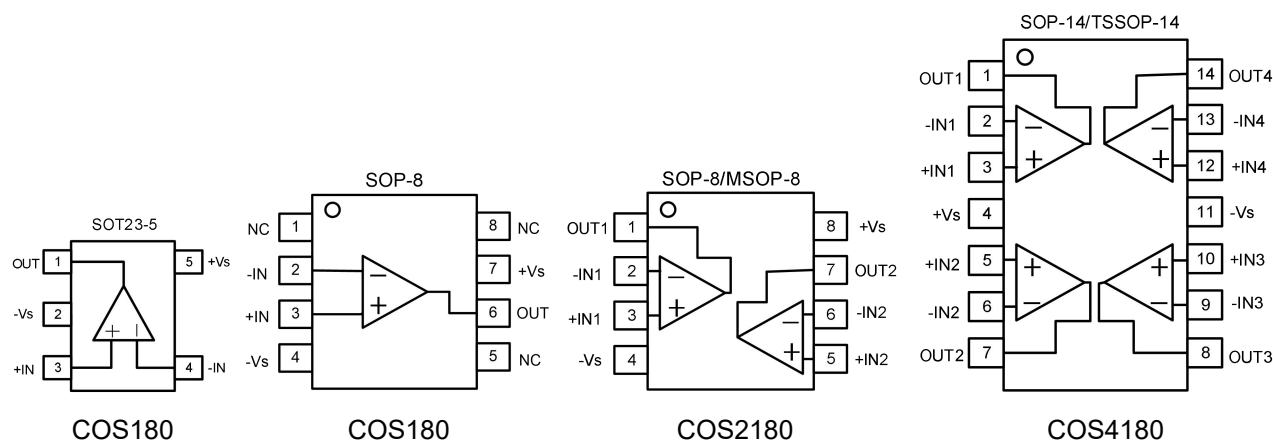 SOT23-5
OUT 1 5 +Vs
-Vs 2
+IN 3 4 -IN
+ −
COS180
SOP-8
NC 1 8 NC
-IN 2 7 +Vs
+IN 3 6 OUT
-Vs 4 5 NC
−
+
COS180
SOP-8/MSOP-8
OUT1 1 8 +Vs
-IN1 2 7 OUT2
+IN1 3 6 -IN2
-Vs 4 5 +IN2
−
+
−
+
COS2180
SOP-14/TSSOP-14
OUT1 1 14 OUT4
-IN1 2 13 -IN4
+IN1 3 12 +IN4
+Vs 4 11 -Vs
+IN2 5 10 +IN3
-IN2 6 9 -IN3
OUT2 7 8 OUT3
− −
+ +
+ +
− −
COS4180